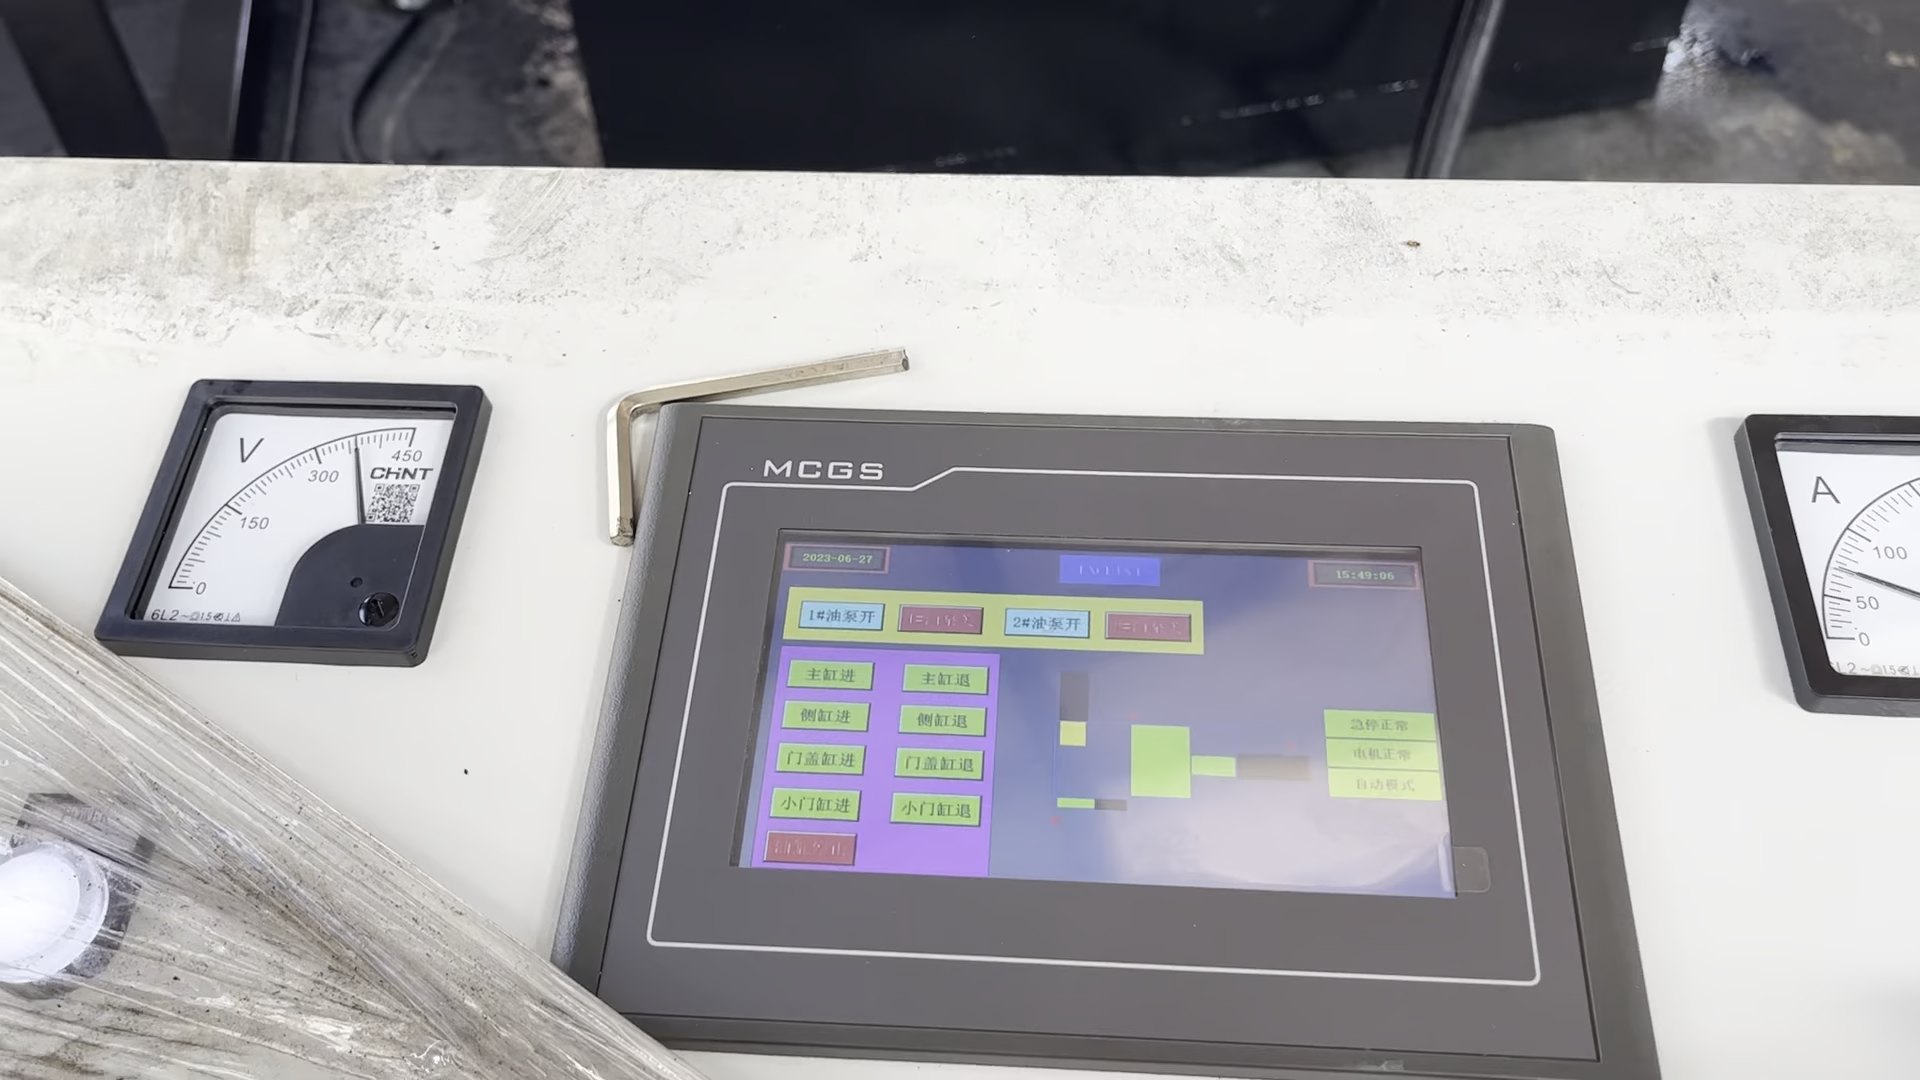 V
450
CHNT
300
150
0
6L2
MCGS
2023-06-27
15:49:06
1#油泵开
2#油泵开
主缸进
主缸退
侧缸进
侧缸退
门盖缸进
门盖缸退
小门缸进
小门缸退
急停正常
电机正常
自动模式
A
100
50
0
POWER